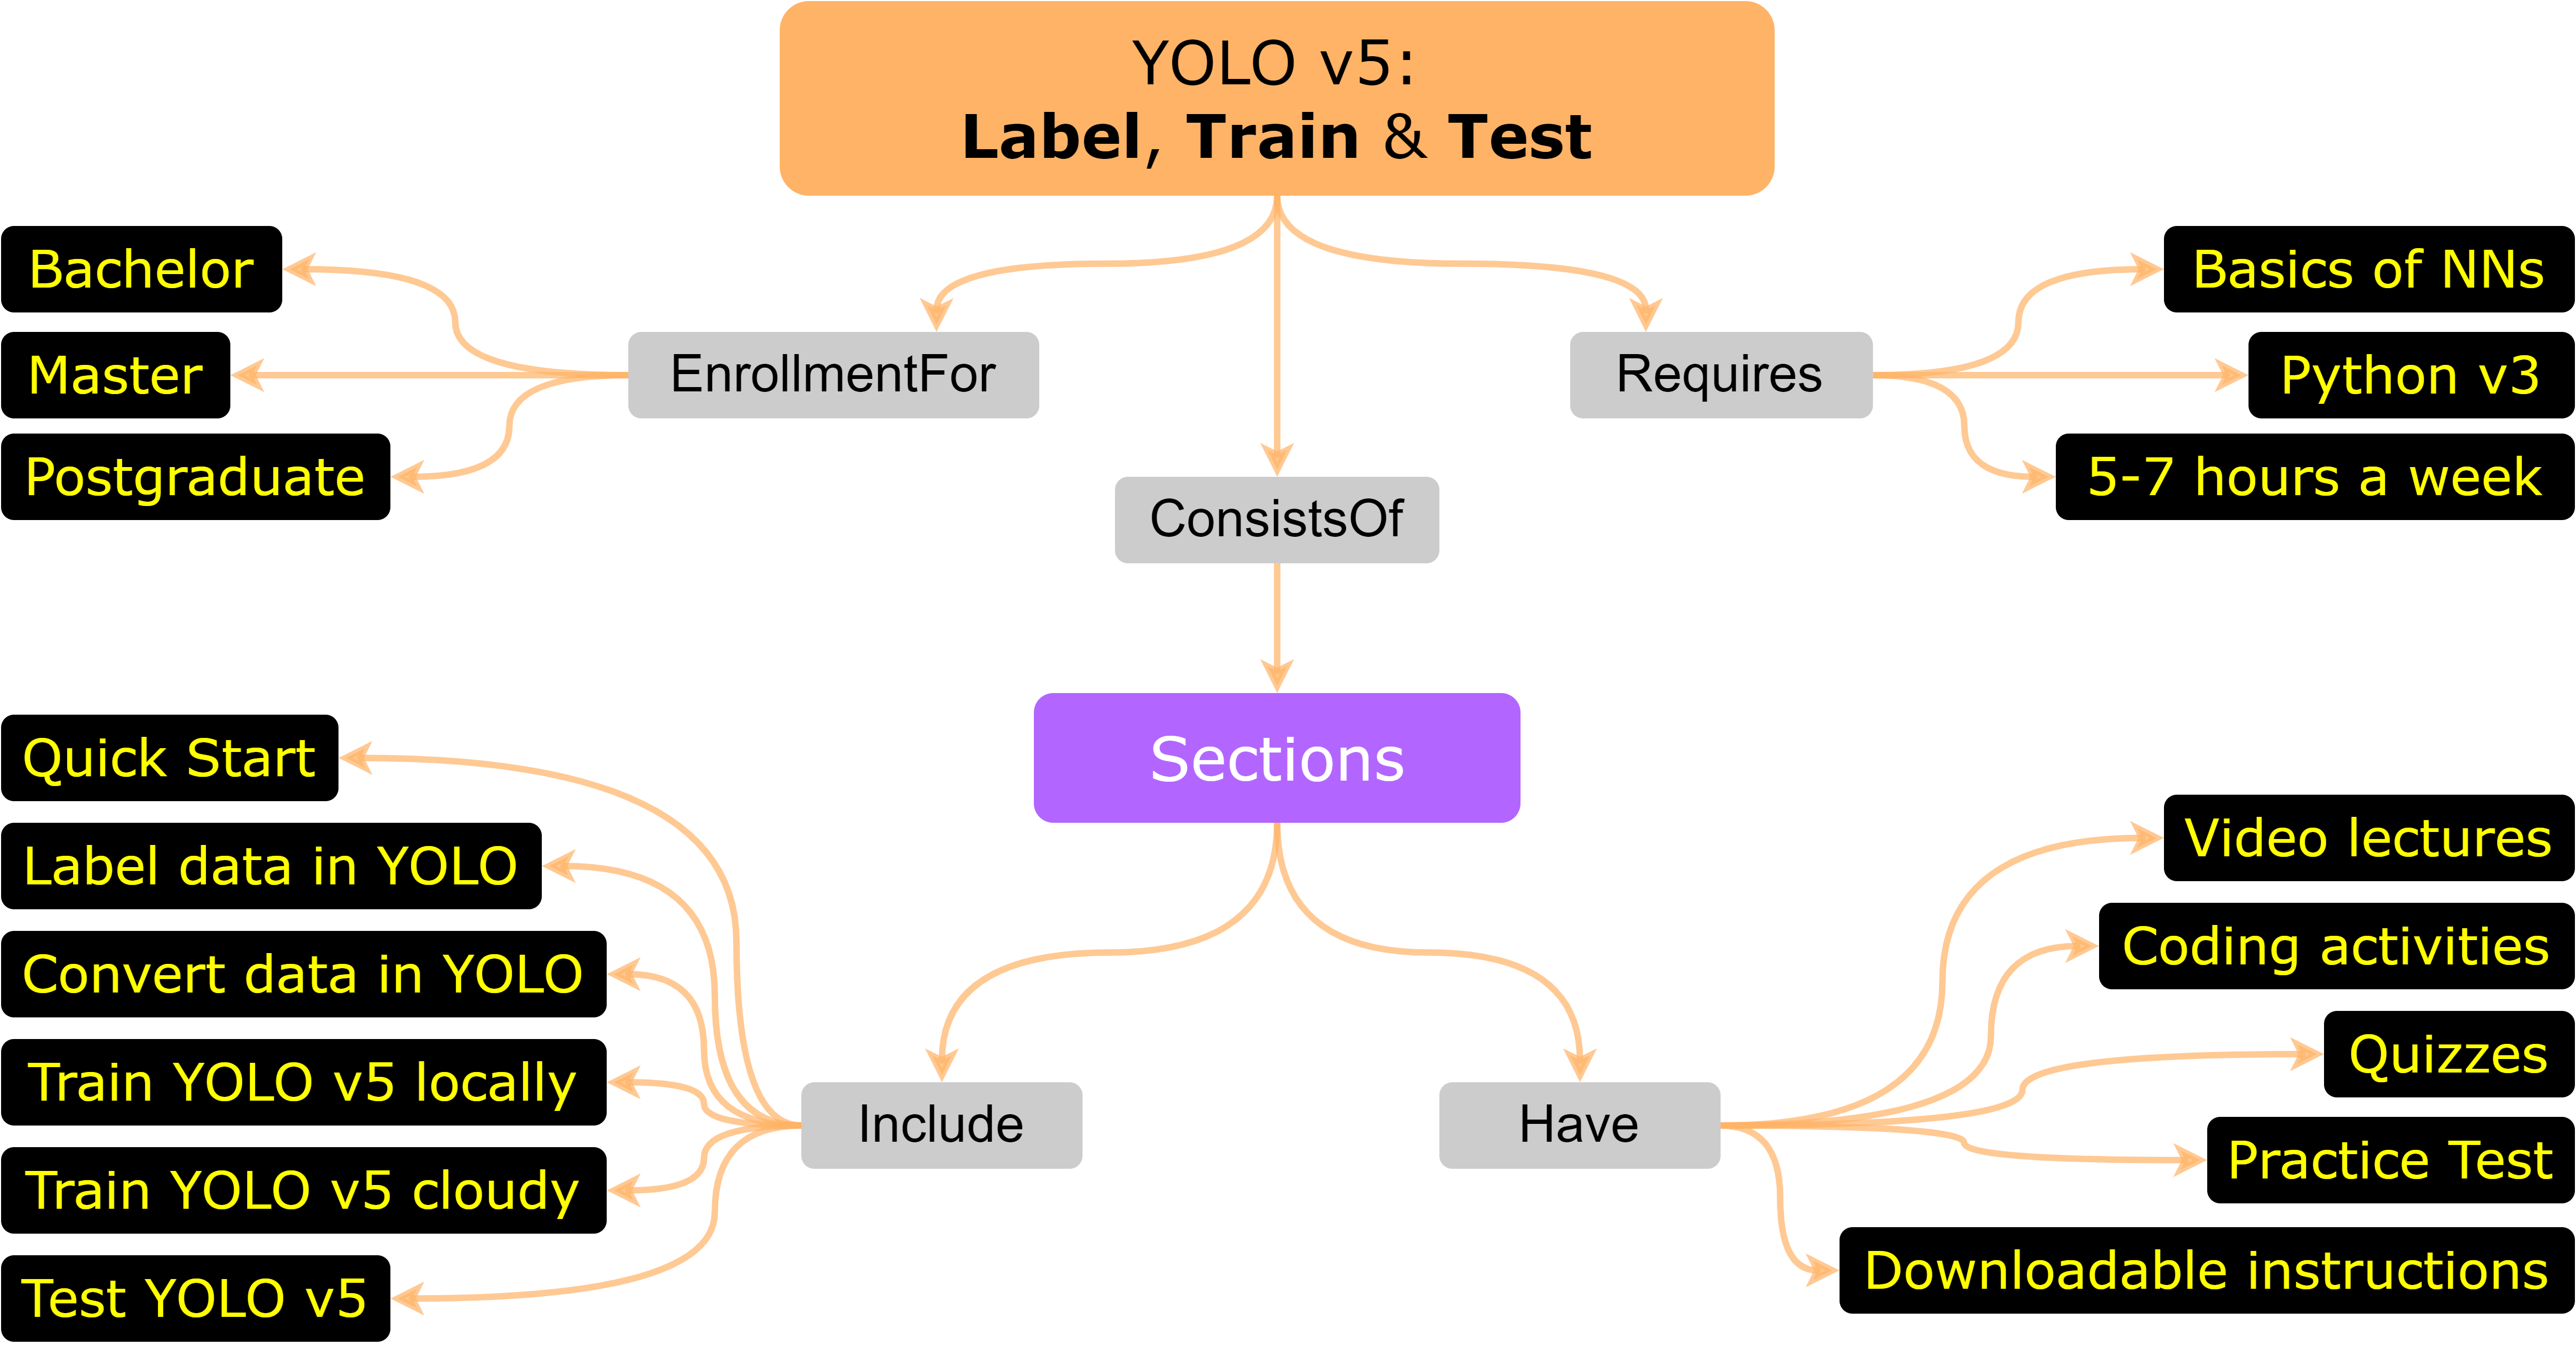 YOLO v5:
Label, Train & Test
Bachelor
Master
Postgraduate
EnrollmentFor
Requires
Basics of NNs
Python v3
5-7 hours a week
ConsistsOf
Sections
Quick Start
Label data in YOLO
Convert data in YOLO
Train YOLO v5 locally
Train YOLO v5 cloudy
Test YOLO v5
Include
Have
Video lectures
Coding activities
Quizzes
Practice Test
Downloadable instructions